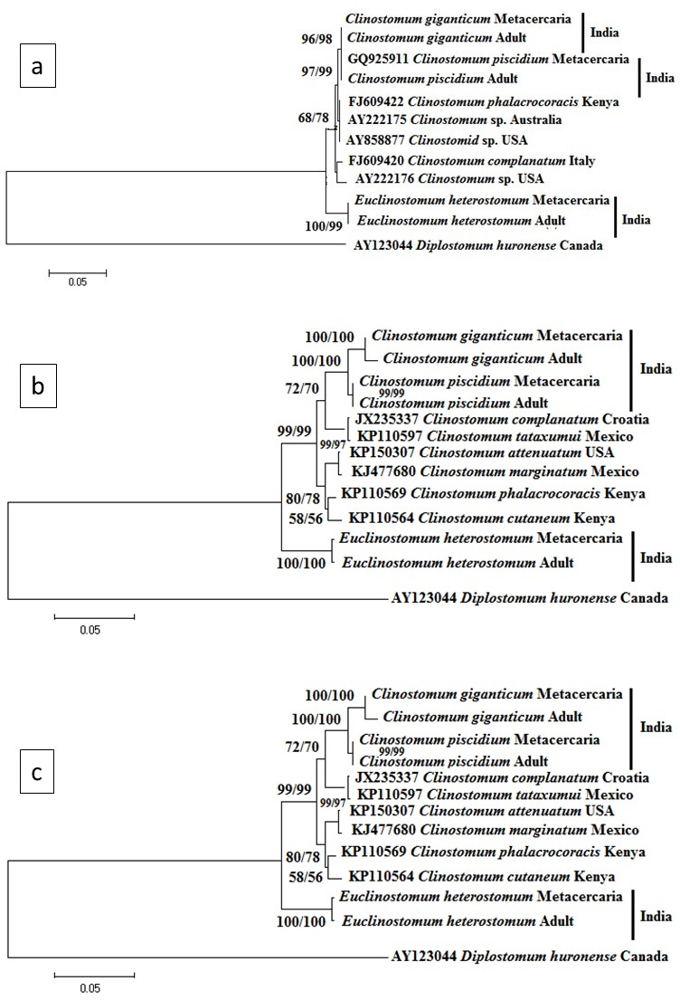 a
Clinostomum giganticum Metacercaria
96/98
Clinostomum giganticum Adult
India
GQ925911 Clinostomum piscidium Metacercaria
97/99
Clinostomum piscidium Adult
India
FJ609422 Clinostomum phalacrocoracis Kenya
68/78
AY222175 Clinostomum sp. Australia
AY858877 Clinostomid sp. USA
FJ609420 Clinostomum complanatum Italy
AY222176 Clinostomum sp. USA
Euclinostomum heterostomum Metacercaria
100/99
Euclinostomum heterostomum Adult
India
AY123044 Diplostomum huronense Canada
0.05
b
100/100
Clinostomum giganticum Metacercaria
100/100
Clinostomum giganticum Adult
India
72/70
Clinostomum piscidium Metacercaria
99/99
Clinostomum piscidium Adult
JX235337 Clinostomum complanatum Croatia
99/99
KP110597 Clinostomum tataxumui Mexico
99/97
KP150307 Clinostomum attenuatum USA
KJ477680 Clinostomum marginatum Mexico
80/78
KP110569 Clinostomum phalacrocoracis Kenya
58/56
KP110564 Clinostomum cutaneum Kenya
Euclinostomum heterostomum Metacercaria
100/100
Euclinostomum heterostomum Adult
India
AY123044 Diplostomum huronense Canada
0.05
c
100/100
Clinostomum giganticum Metacercaria
100/100
Clinostomum giganticum Adult
India
72/70
Clinostomum piscidium Metacercaria
99/99
Clinostomum piscidium Adult
JX235337 Clinostomum complanatum Croatia
99/99
KP110597 Clinostomum tataxumui Mexico
99/97
KP150307 Clinostomum attenuatum USA
KJ477680 Clinostomum marginatum Mexico
80/78
KP110569 Clinostomum phalacrocoracis Kenya
58/56
KP110564 Clinostomum cutaneum Kenya
Euclinostomum heterostomum Metacercaria
100/100
Euclinostomum heterostomum Adult
India
AY123044 Diplostomum huronense Canada
0.05